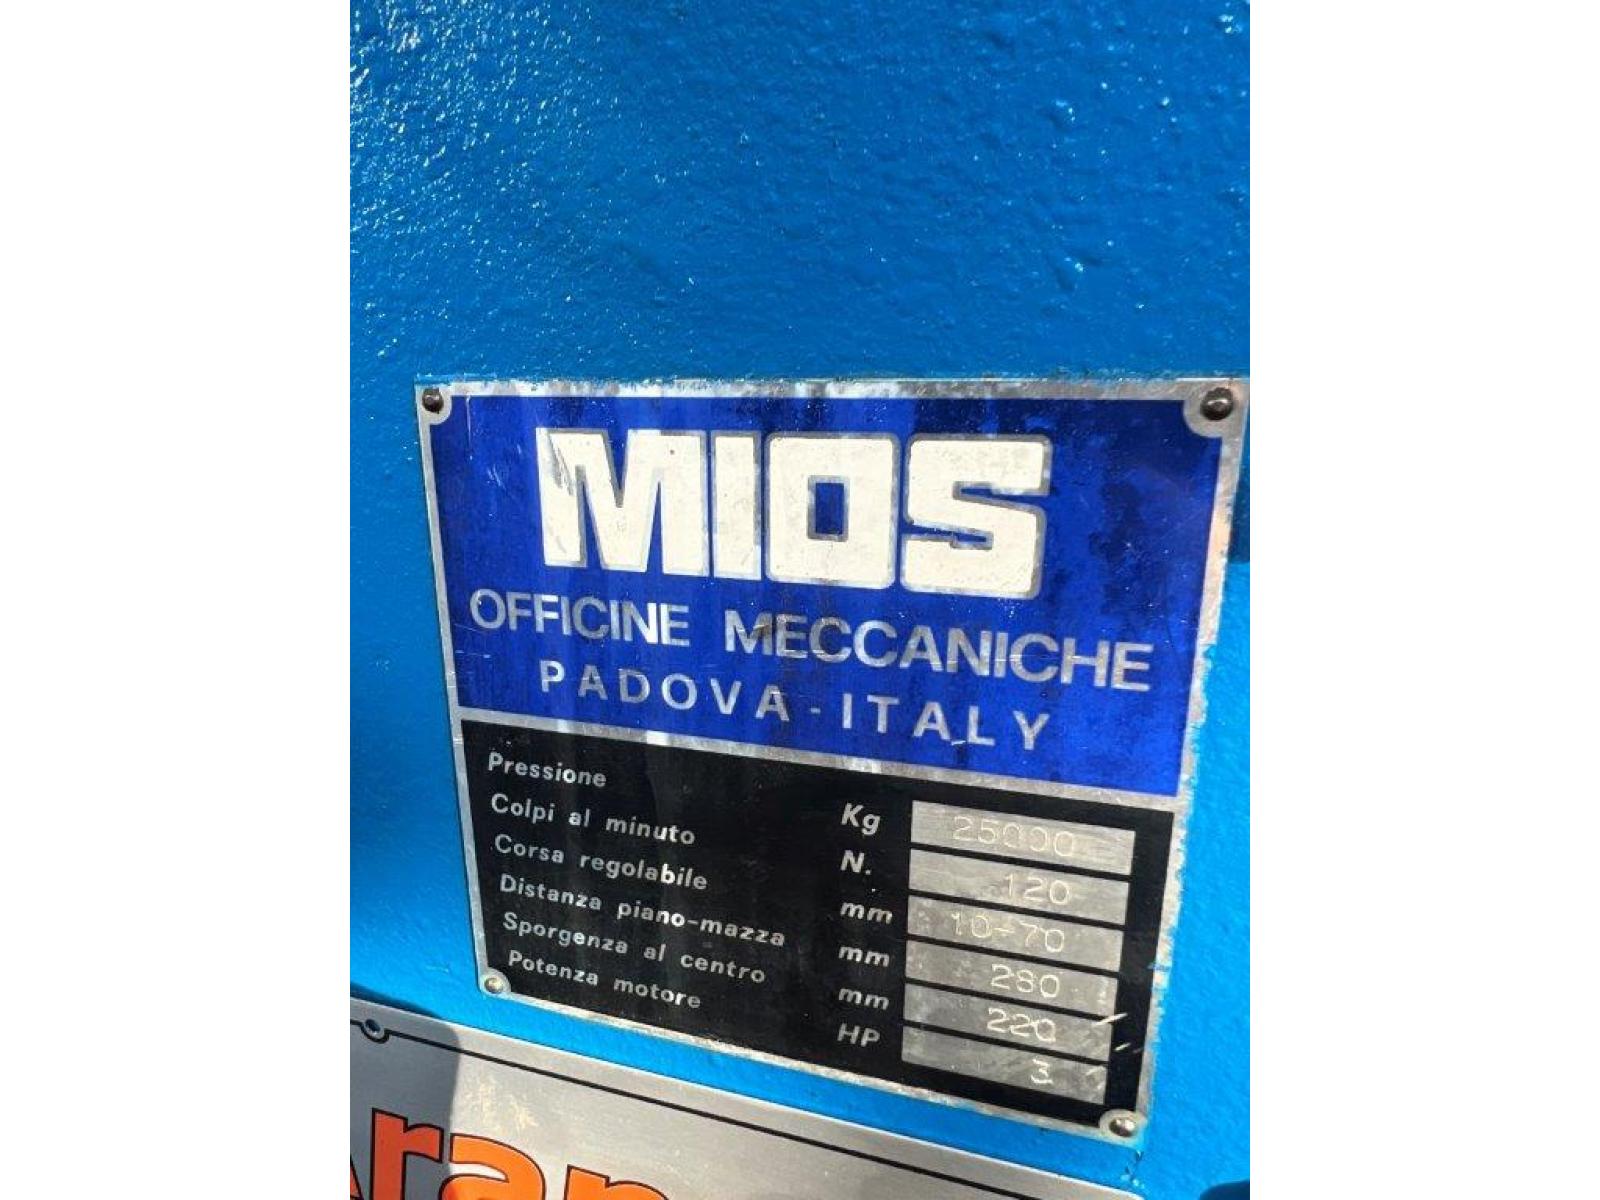 MIOS
OFFICINE MECCANICHE
PADOVA - ITALY
Pressione Kg 25000
Colpi al minuto N. 120
Corsa regolabile mm 10-70
Distanza piano-mazza mm 280
Sporgenza al centro mm 220
Potenza motore HP 3